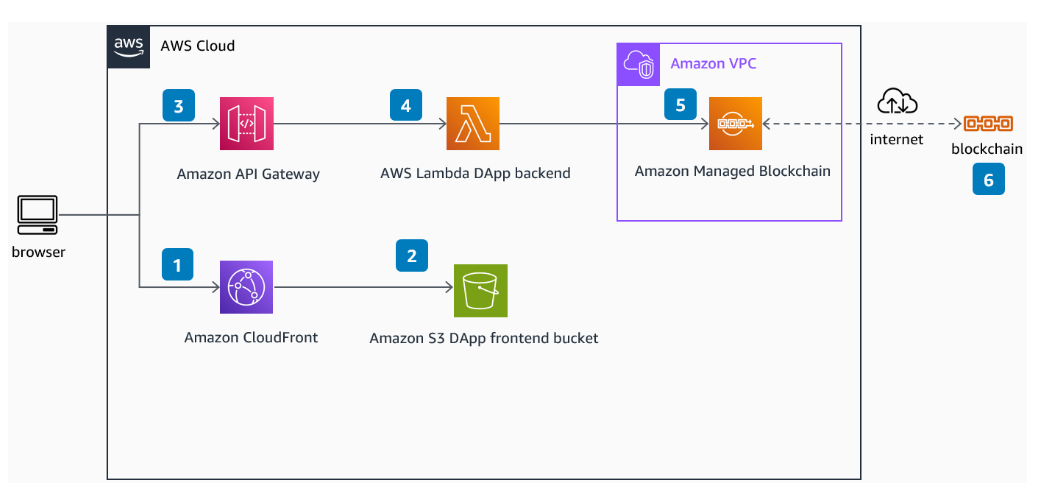 aws
AWS Cloud
Amazon VPC
3
4
5
internet
blockchain
6
Amazon API Gateway
AWS Lambda DApp backend
Amazon Managed Blockchain
browser
1
2
Amazon CloudFront
Amazon S3 DApp frontend bucket